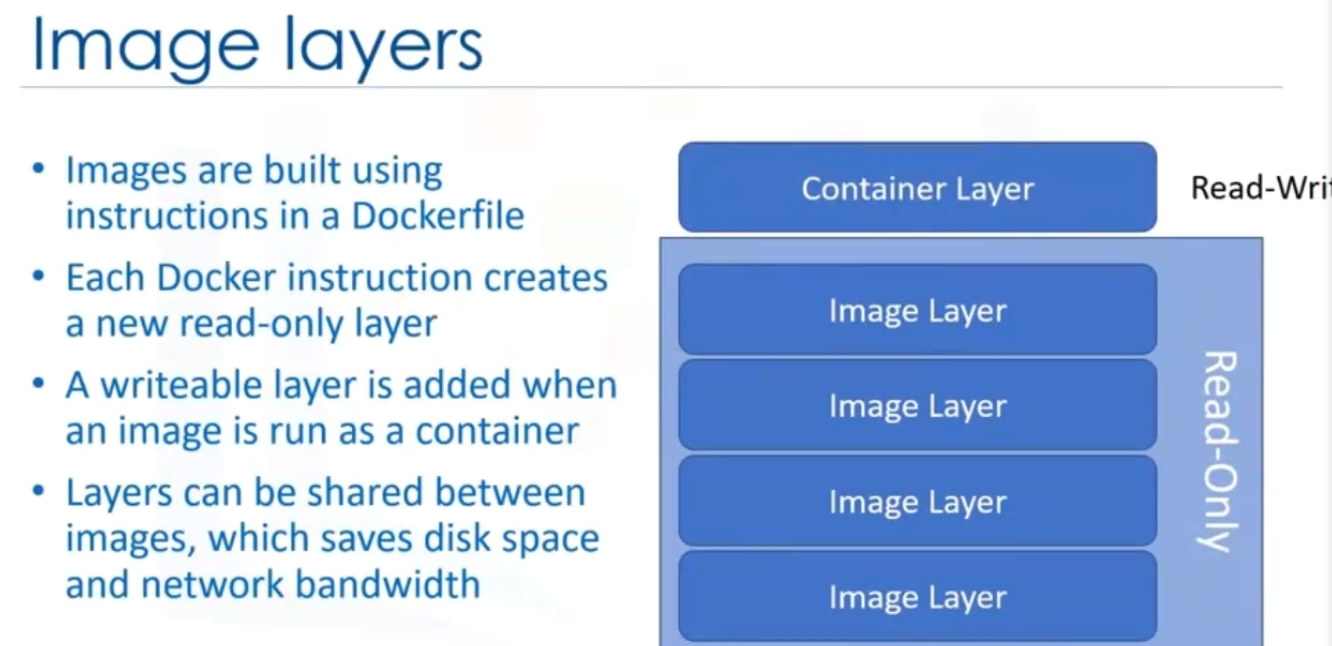 Image layers
• Images are built using
instructions in a Dockerfile
• Each Docker instruction creates
a new read-only layer
• A writeable layer is added when
an image is run as a container
• Layers can be shared between
images, which saves disk space
and network bandwidth
Container Layer
Read-Writ
Image Layer
Image Layer
Image Layer
Image Layer
Read-Only